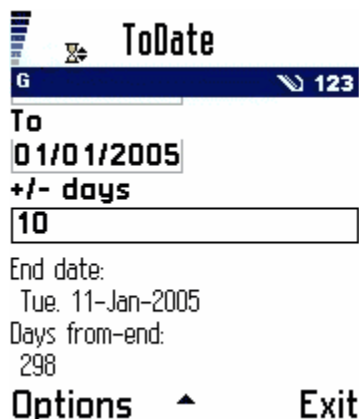 ToDate
G 123
To
01/01/2005
+/- days
10
End date:
Tue. 11-Jan-2005
Days from-end:
298
Options Exit